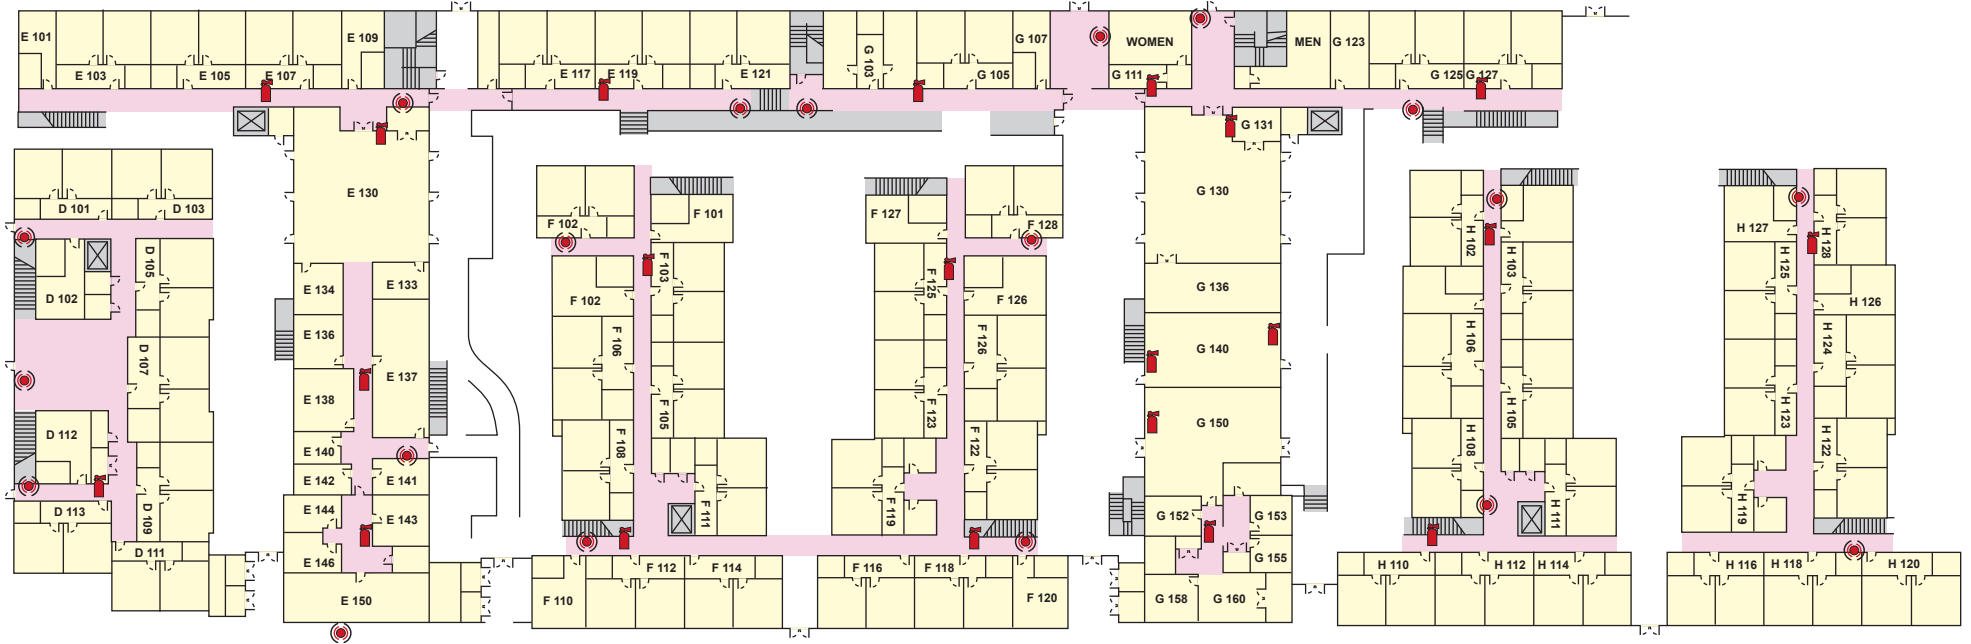 E 101
E 109
G 107
WOMEN
MEN
G 123
E 103
E 105
E 107
E 117
E 119
E 121
G 103
G 105
G 111
G 125
G 127
G 131
E 130
G 130
D 101
D 103
D 105
D 102
D 107
D 112
D 113
D 109
D 111
E 134
E 133
E 136
E 137
E 138
E 140
E 142
E 141
E 144
E 143
E 146
E 150
F 102
F 101
F 103
F 102
F 106
F 105
F 108
F 111
F 110
F 112
F 114
F 127
F 128
F 125
F 126
F 126
F 123
F 122
F 119
F 116
F 118
F 120
G 136
G 140
G 150
G 152
G 153
G 155
G 158
G 160
H 102
H 103
H 106
H 105
H 108
H 111
H 110
H 112
H 114
H 127
H 128
H 125
H 126
H 124
H 123
H 122
H 119
H 116
H 118
H 120